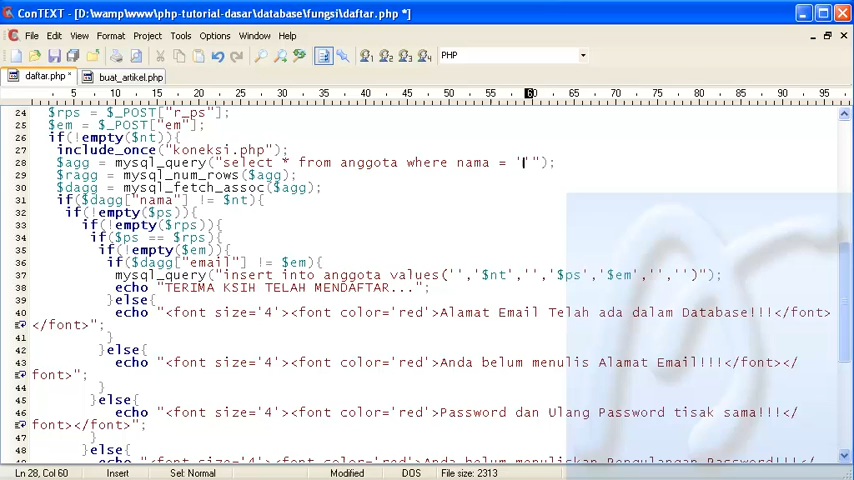 ConTEXT - [D:\wamp\www\php-tutorial-dasar\database\fungsi\daftar.php *]
File Edit View Format Project Tools Options Window Help
1 2 3 4 PHP
daftar.php * buat_artikel.php
5 10 15 20 25 30 35 40 45 50 55 60 65 70 75 80 85 90 95
24 $rps = $_POST["r_ps"];
25 $em = $_POST["em"];
26 if(!empty($nt)){
27 include_once("koneksi.php");
28 $agg = mysql_query("select * from anggota where nama = ''");
29 $ragg = mysql_num_rows($agg);
30 $dagg = mysql_fetch_assoc($agg);
31 if($dagg["nama"] != $nt){
32 if(!empty($ps)){
33 if(!empty($rps)){
34 if($ps == $rps){
35 if(!empty($em)){
36 if($dagg["email"] != $em){
37 mysql_query("insert into anggota values('','$nt','','$ps','$em','','')");
38 echo "TERIMA KSIH TELAH MENDAFTAR...";
39 }else{
40 echo "<font size='4'><font color='red'>Alamat Email Telah ada dalam Database!!!</font>
</font>";
41 }
42 }else{
43 echo "<font size='4'><font color='red'>Anda belum menulis Alamat Email!!!</font></
font>";
44 }
45 }else{
46 echo "<font size='4'><font color='red'>Password dan Ulang Password tisak sama!!!</
font></font>";
47 }
48 }else{
Ln 28, Col 60 Insert Sel: Normal Modified DOS File size: 2313